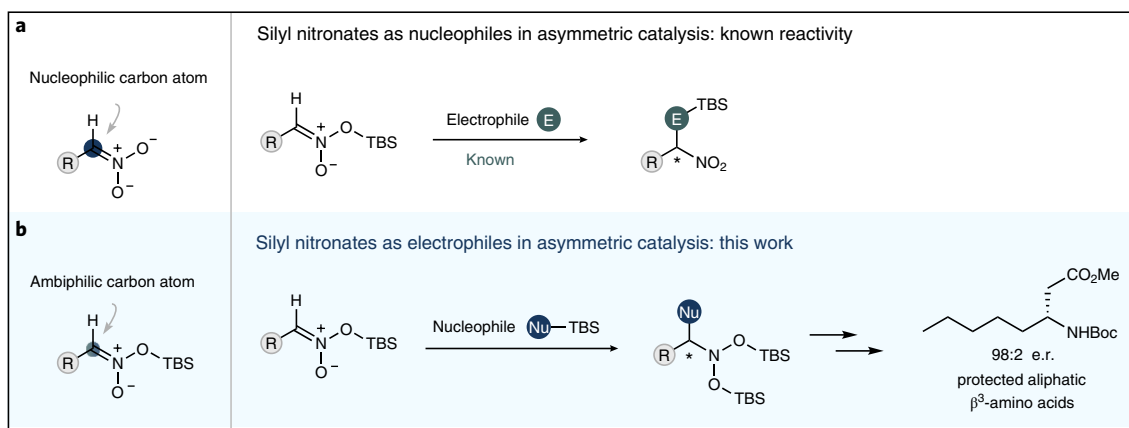 a
Silyl nitronates as nucleophiles in asymmetric catalysis: known reactivity
Nucleophilic carbon atom
H
R
+
N
O−
O−
H
R
+
N
O
TBS
O−
Electrophile E
Known
E
TBS
R
*
NO2
b
Silyl nitronates as electrophiles in asymmetric catalysis: this work
Ambiphilic carbon atom
H
R
+
N
O
TBS
O−
H
R
+
N
O
TBS
O−
Nucleophile Nu—TBS
Nu
R
*
N
O
TBS
O
TBS
CO2Me
NHBoc
98:2 e.r.
protected aliphatic
β3-amino acids